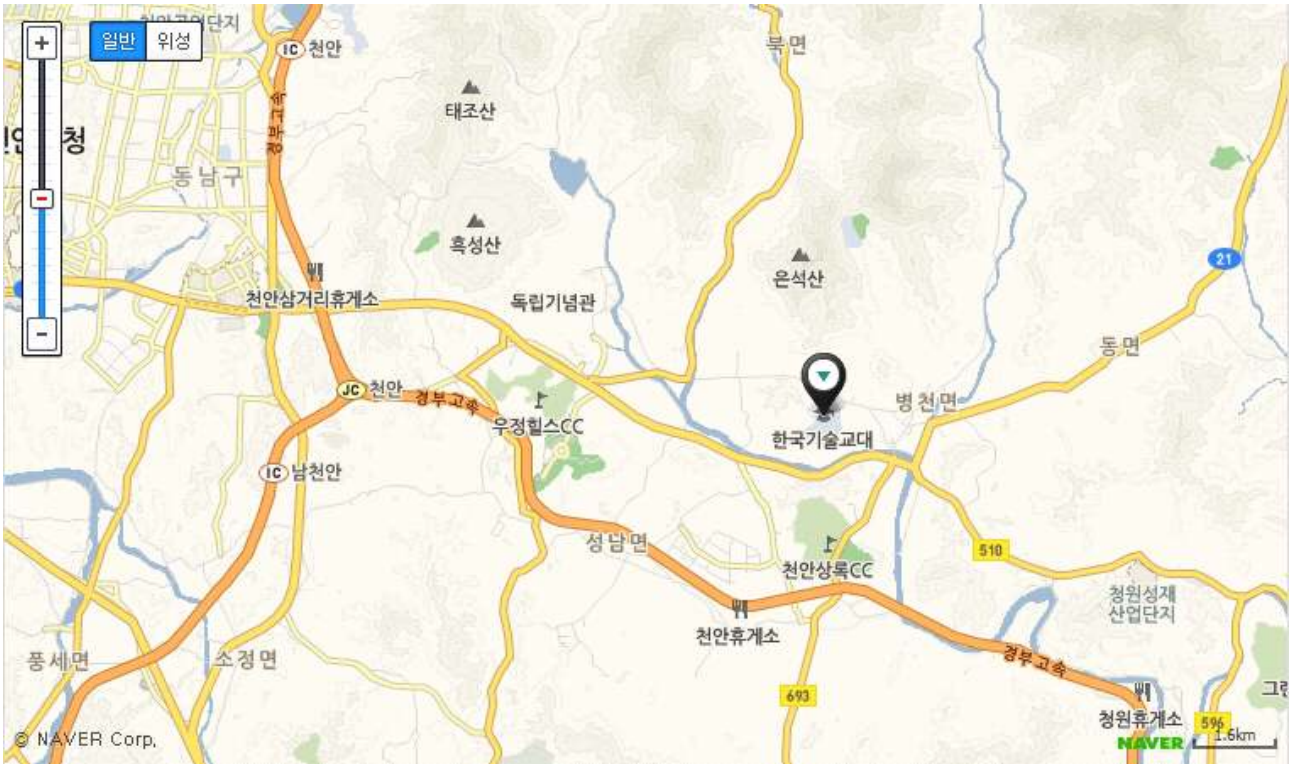 일반
위성
IC
천안
북면
태조산
청
동남구
경부고속
흑성산
은석산
21
천안삼거리휴게소
독립기념관
동면
JC
천안
경부고속
병천면
우정힐스CC
한국기술교대
IC
남천안
성남면
510
천안상록CC
청원성재
산업단지
천안휴게소
풍세면
소정면
경부고속
693
청원휴게소
596
© NAVER Corp.
NAVER
1.6km